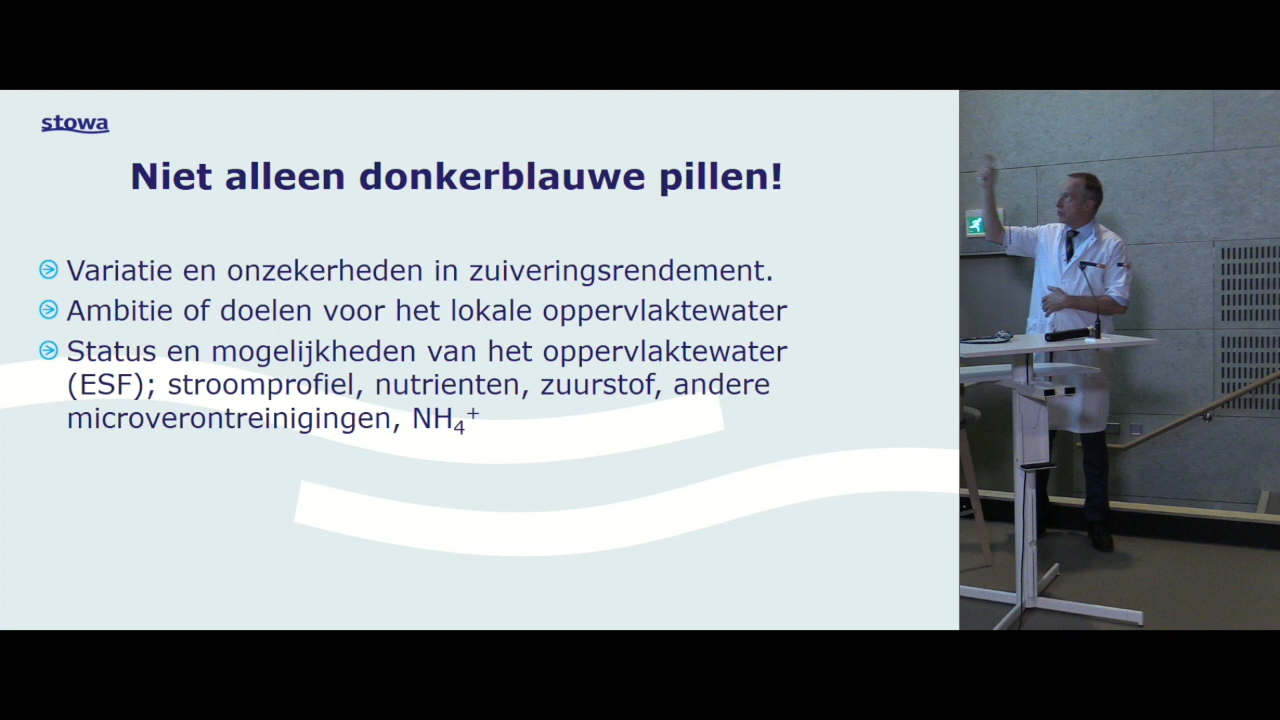 stowa
Niet alleen donkerblauwe pillen!
Variatie en onzekerheden in zuiveringsrendement.
Ambitie of doelen voor het lokale oppervlaktewater
Status en mogelijkheden van het oppervlaktewater
(ESF); stroomprofiel, nutrienten, zuurstof, andere
microverontreinigingen, NH₄⁺